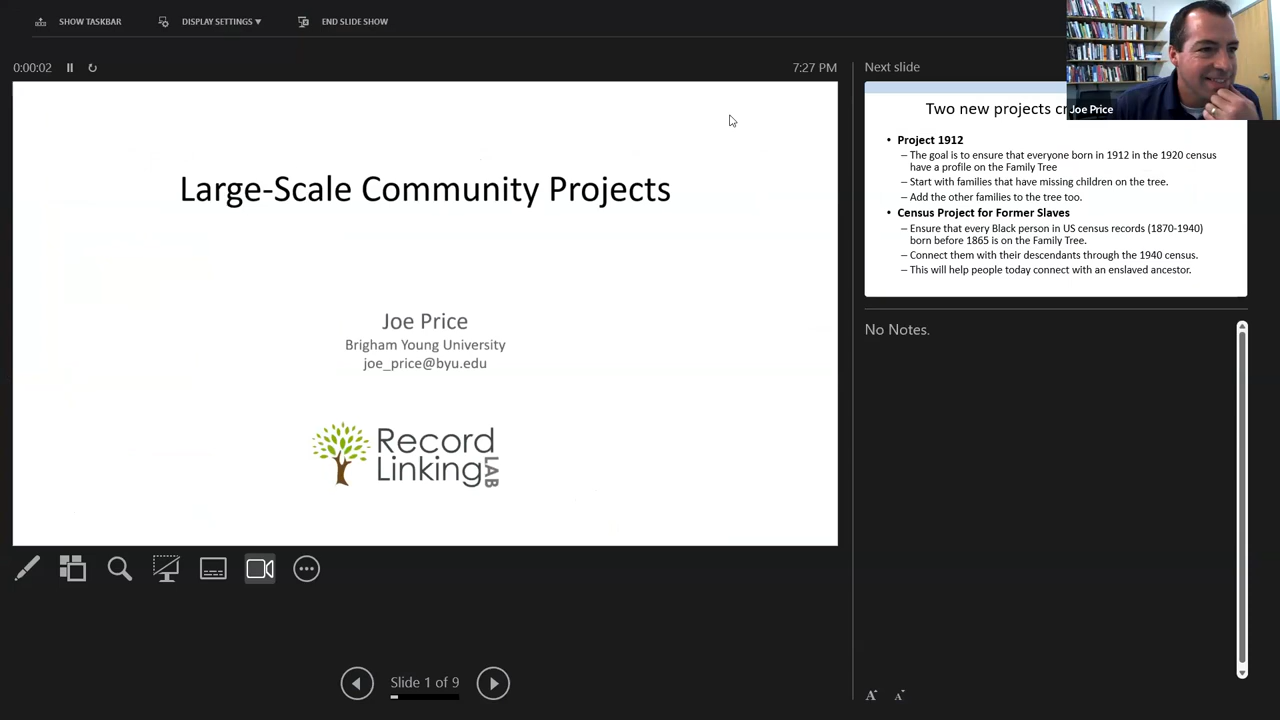 SHOW TASKBAR
DISPLAY SETTINGS ▼
END SLIDE SHOW
0:00:02
7:27 PM
Large-Scale Community Projects
Joe Price
Brigham Young University
joe_price@byu.edu
Record
Linking
LAB
Slide 1 of 9
Next slide
Two new projects
• Project 1912
– The goal is to ensure that everyone born in 1912 in the 1920 census
have a profile on the Family Tree
– Start with families that have missing children on the tree.
– Add the other families to the tree too.
• Census Project for Former Slaves
– Ensure that every Black person in US census records (1870-1940)
born before 1865 is on the Family Tree.
– Connect them with their descendants through the 1940 census.
– This will help people today connect with an enslaved ancestor.
Joe Price
No Notes.
A
A